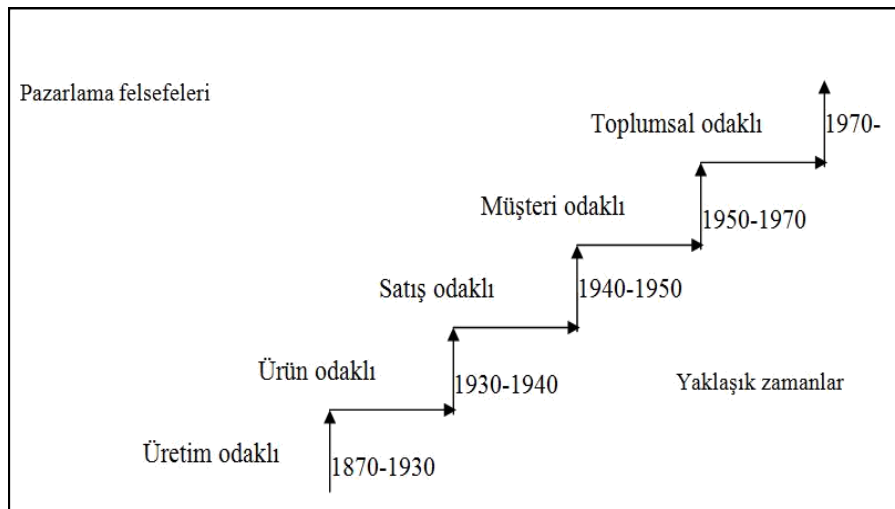 Pazarlama felsefeleri
Toplumsal odaklı
1970-
Müşteri odaklı
1950-1970
Satış odaklı
1940-1950
Ürün odaklı
1930-1940
Yaklaşık zamanlar
Üretim odaklı
1870-1930